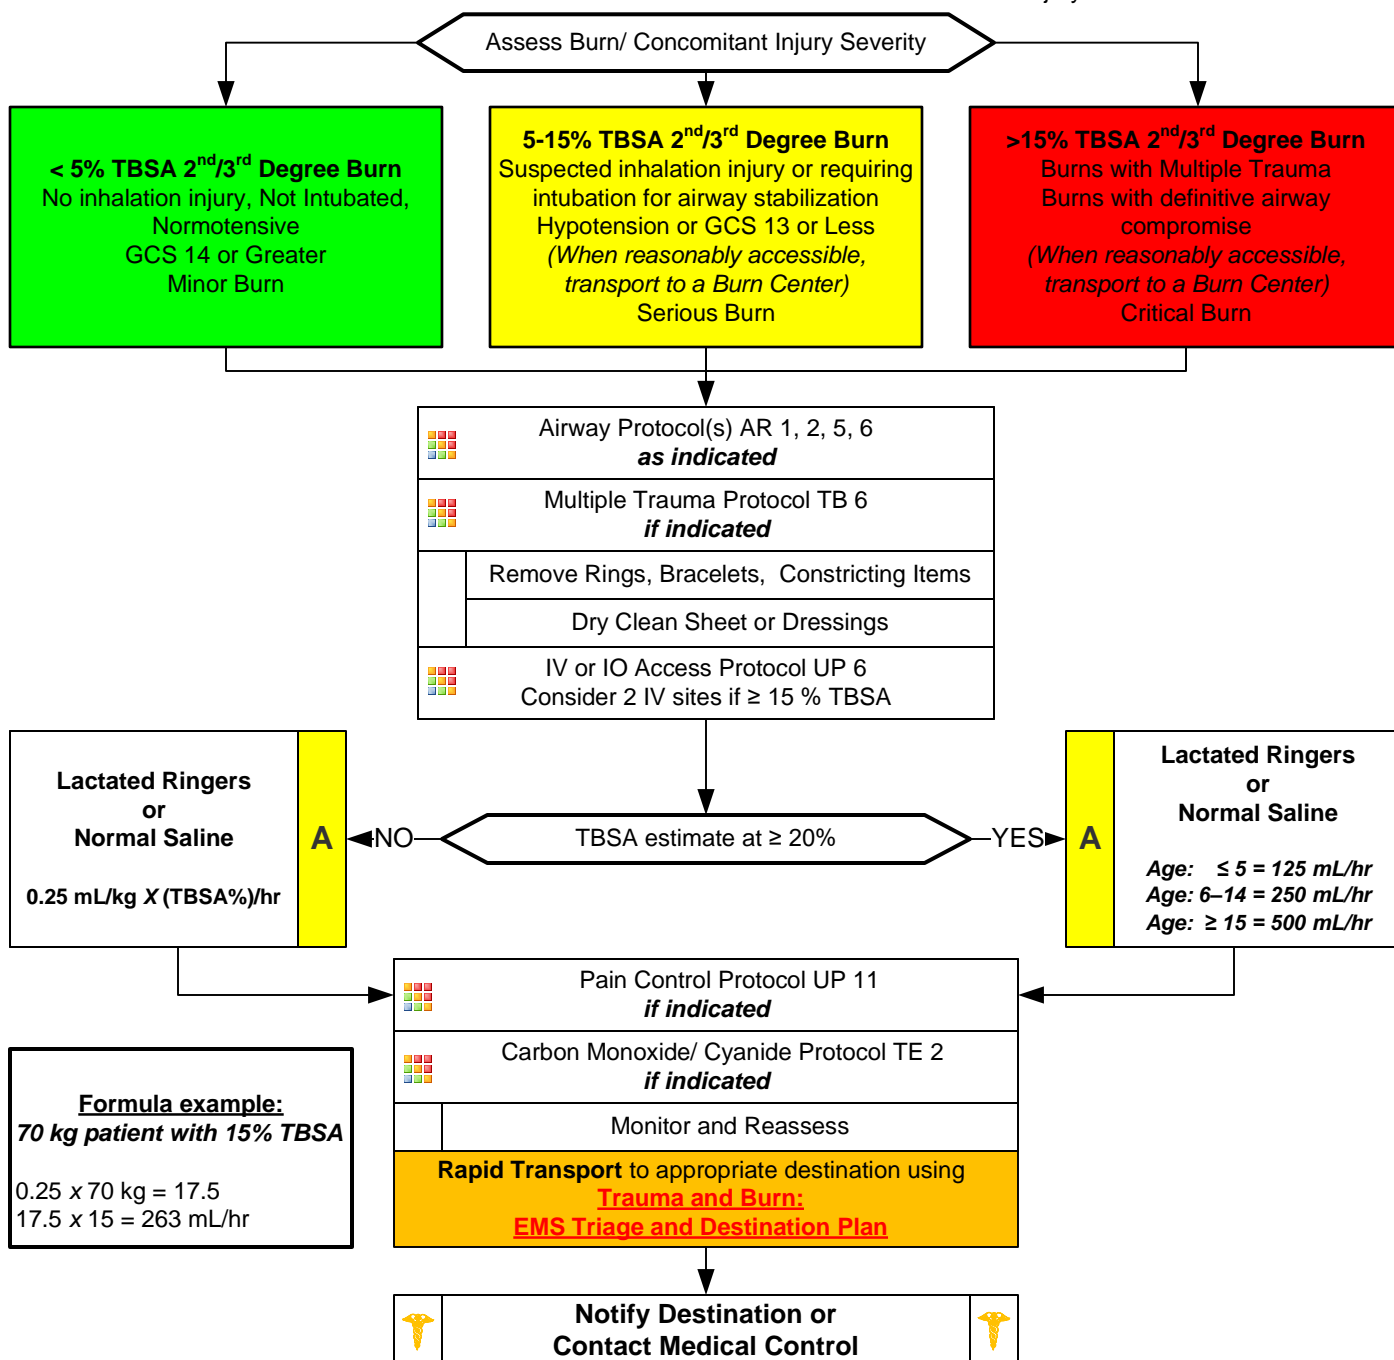 Assess Burn/ Concomitant Injury Severity
< 5% TBSA 2nd/3rd Degree Burn
No inhalation injury, Not Intubated,
Normotensive
GCS 14 or Greater
Minor Burn
5-15% TBSA 2nd/3rd Degree Burn
Suspected inhalation injury or requiring
intubation for airway stabilization
Hypotension or GCS 13 or Less
(When reasonably accessible,
transport to a Burn Center)
Serious Burn
>15% TBSA 2nd/3rd Degree Burn
Burns with Multiple Trauma
Burns with definitive airway
compromise
(When reasonably accessible,
transport to a Burn Center)
Critical Burn
Airway Protocol(s) AR 1, 2, 5, 6
as indicated
Multiple Trauma Protocol TB 6
if indicated
Remove Rings, Bracelets, Constricting Items
Dry Clean Sheet or Dressings
IV or IO Access Protocol UP 6
Consider 2 IV sites if ≥ 15 % TBSA
Lactated Ringers
or
Normal Saline
0.25 mL/kg X (TBSA%)/hr
A
NO
TBSA estimate at ≥ 20%
YES
A
Lactated Ringers
or
Normal Saline
Age: ≤ 5 = 125 mL/hr
Age: 6–14 = 250 mL/hr
Age: ≥ 15 = 500 mL/hr
Pain Control Protocol UP 11
if indicated
Carbon Monoxide/ Cyanide Protocol TE 2
if indicated
Monitor and Reassess
Rapid Transport to appropriate destination using
Trauma and Burn:
EMS Triage and Destination Plan
Formula example:
70 kg patient with 15% TBSA
0.25 x 70 kg = 17.5
17.5 x 15 = 263 mL/hr
Notify Destination or
Contact Medical Control